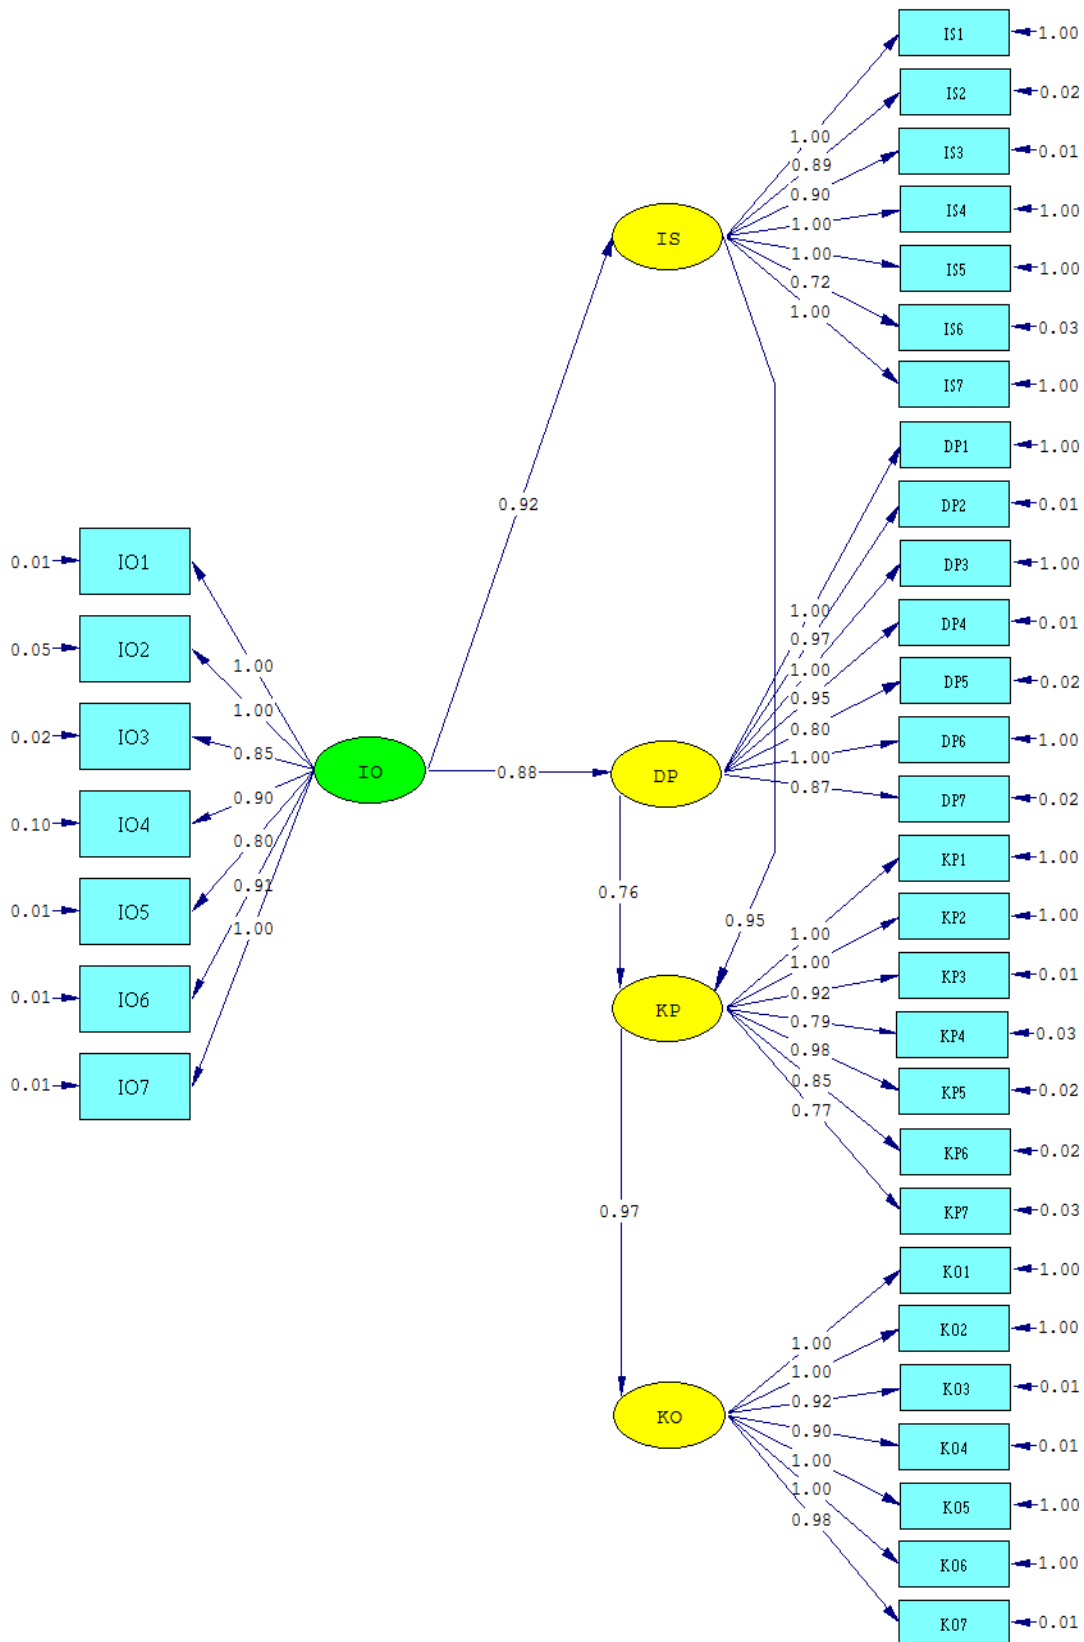 IS1
1.00
IS2
0.02
IS3
0.01
IS4
1.00
IS5
1.00
IS6
0.03
IS7
1.00
1.00
0.89
0.90
1.00
1.00
0.72
1.00
IS
DP1
1.00
DP2
0.01
DP3
1.00
DP4
0.01
DP5
0.02
DP6
1.00
DP7
0.02
1.00
0.97
1.00
0.95
0.80
1.00
0.87
DP
0.92
0.88
0.01
IO1
0.05
IO2
0.02
IO3
0.10
IO4
0.01
IO5
0.01
IO6
0.01
IO7
1.00
1.00
0.85
0.90
0.80
0.91
1.00
IO
0.76
0.95
KP1
1.00
KP2
1.00
KP3
0.01
KP4
0.03
KP5
0.02
KP6
0.02
KP7
0.03
1.00
1.00
0.92
0.79
0.98
0.85
0.77
KP
0.97
KO1
1.00
KO2
1.00
KO3
0.01
KO4
0.01
KO5
1.00
KO6
1.00
KO7
0.01
1.00
1.00
0.92
0.90
1.00
1.00
0.98
KO